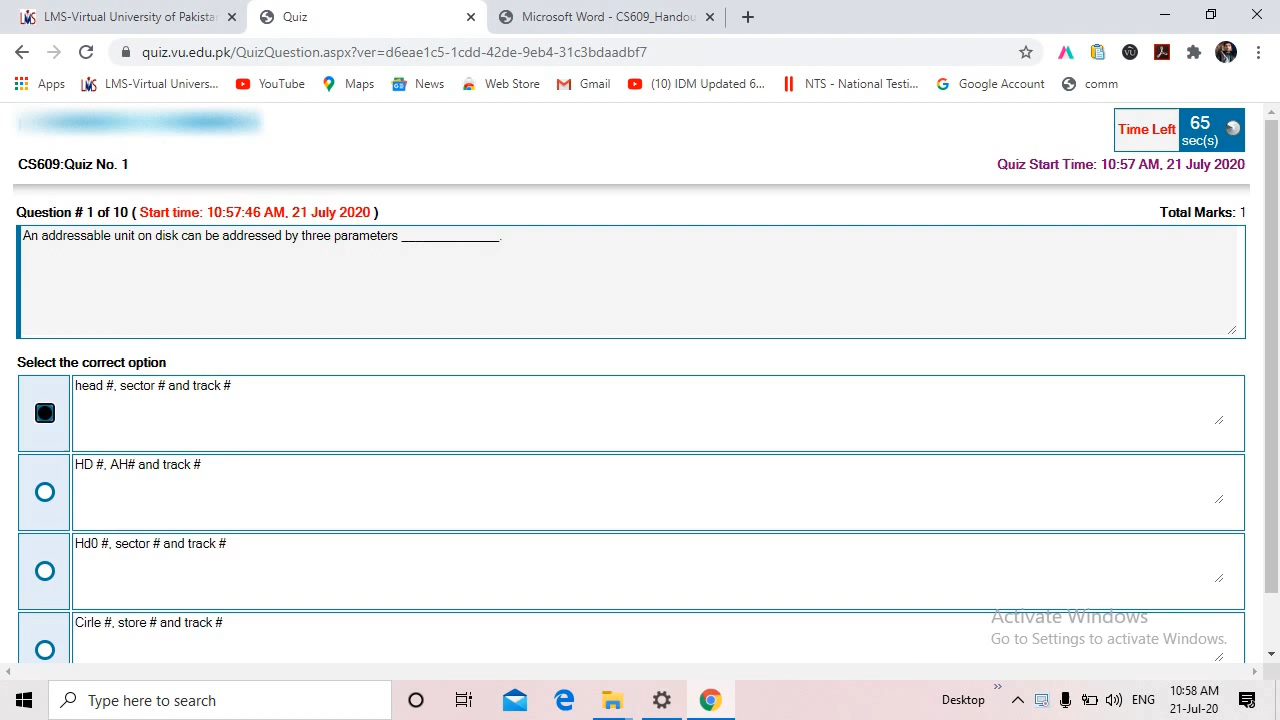 LMS-Virtual University of Pakistan
Quiz
Microsoft Word - CS609_Handou
quiz.vu.edu.pk/QuizQuestion.aspx?ver=d6eae1c5-1cdd-42de-9eb4-31c3bdaadbf7
Apps LMS-Virtual Univers... YouTube Maps News Web Store Gmail (10) IDM Updated 6... NTS - National Testi... Google Account comm
Time Left 65 sec(s)
CS609:Quiz No. 1
Quiz Start Time: 10:57 AM, 21 July 2020
Question # 1 of 10 ( Start time: 10:57:46 AM, 21 July 2020 )
Total Marks: 1
An addressable unit on disk can be addressed by three parameters _______________.
Select the correct option
head #, sector # and track #
HD #, AH# and track #
Hd0 #, sector # and track #
Cirle #, store # and track #
Activate Windows
Go to Settings to activate Windows.
Type here to search
Desktop
ENG
10:58 AM
21-Jul-20